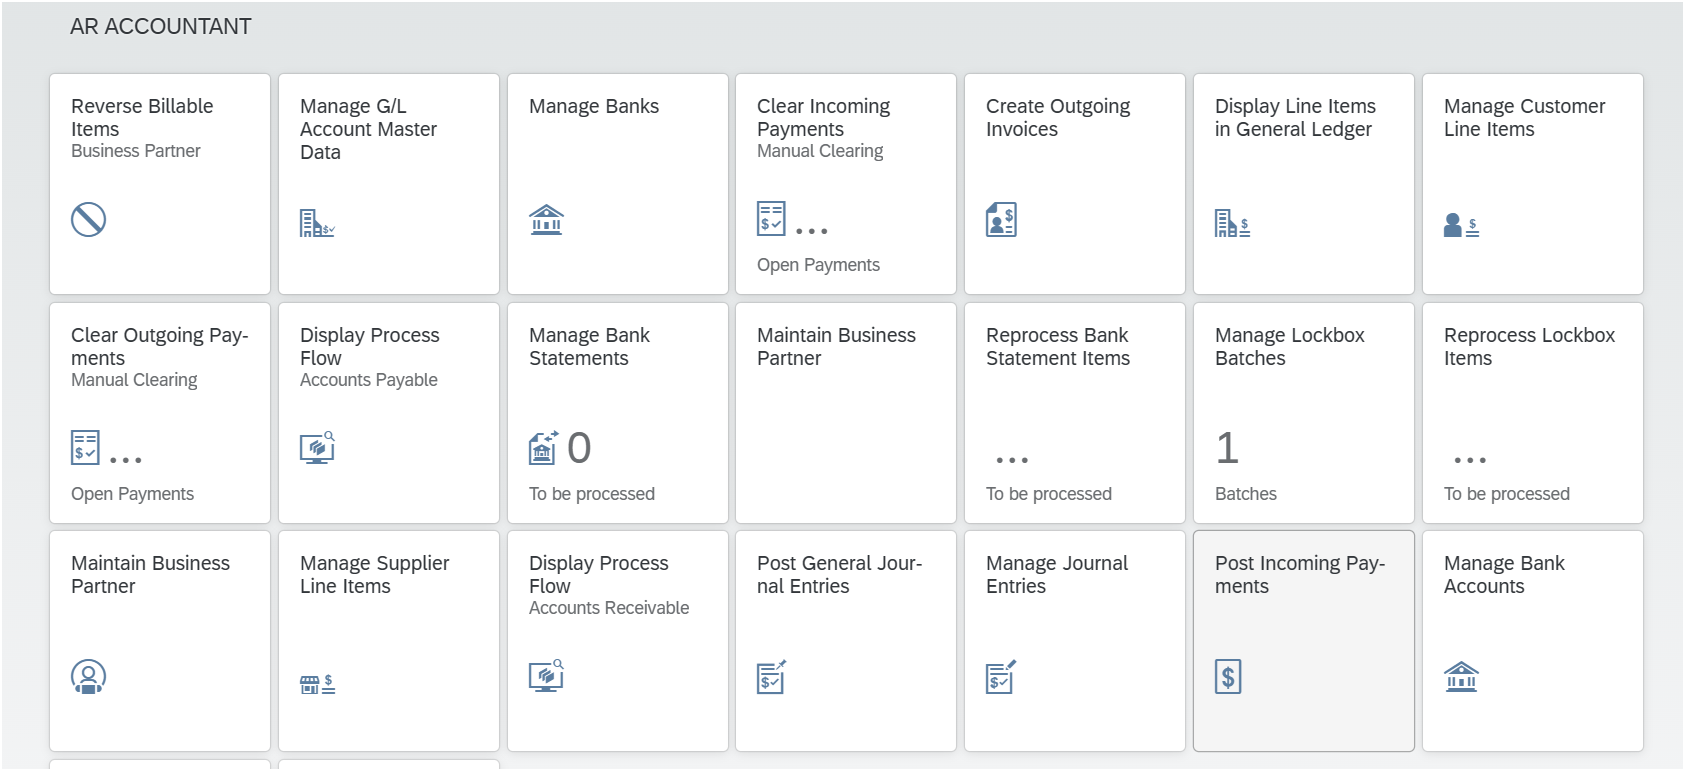 AR ACCOUNTANT
Reverse Billable
Items
Business Partner
Manage G/L
Account Master
Data
Manage Banks
Clear Incoming
Payments
Manual Clearing
...
Open Payments
Create Outgoing
Invoices
Display Line Items
in General Ledger
Manage Customer
Line Items
Clear Outgoing Pay-
ments
Manual Clearing
...
Open Payments
Display Process
Flow
Accounts Payable
Manage Bank
Statements
0
To be processed
Maintain Business
Partner
Reprocess Bank
Statement Items
...
To be processed
Manage Lockbox
Batches
1
Batches
Reprocess Lockbox
Items
...
To be processed
Maintain Business
Partner
Manage Supplier
Line Items
Display Process
Flow
Accounts Receivable
Post General Jour-
nal Entries
Manage Journal
Entries
Post Incoming Pay-
ments
Manage Bank
Accounts